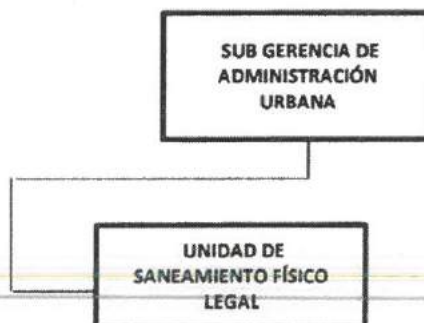 SUB GERENCIA DE
ADMINISTRACIÓN
URBANA
UNIDAD DE
SANEAMIENTO FÍSICO
LEGAL